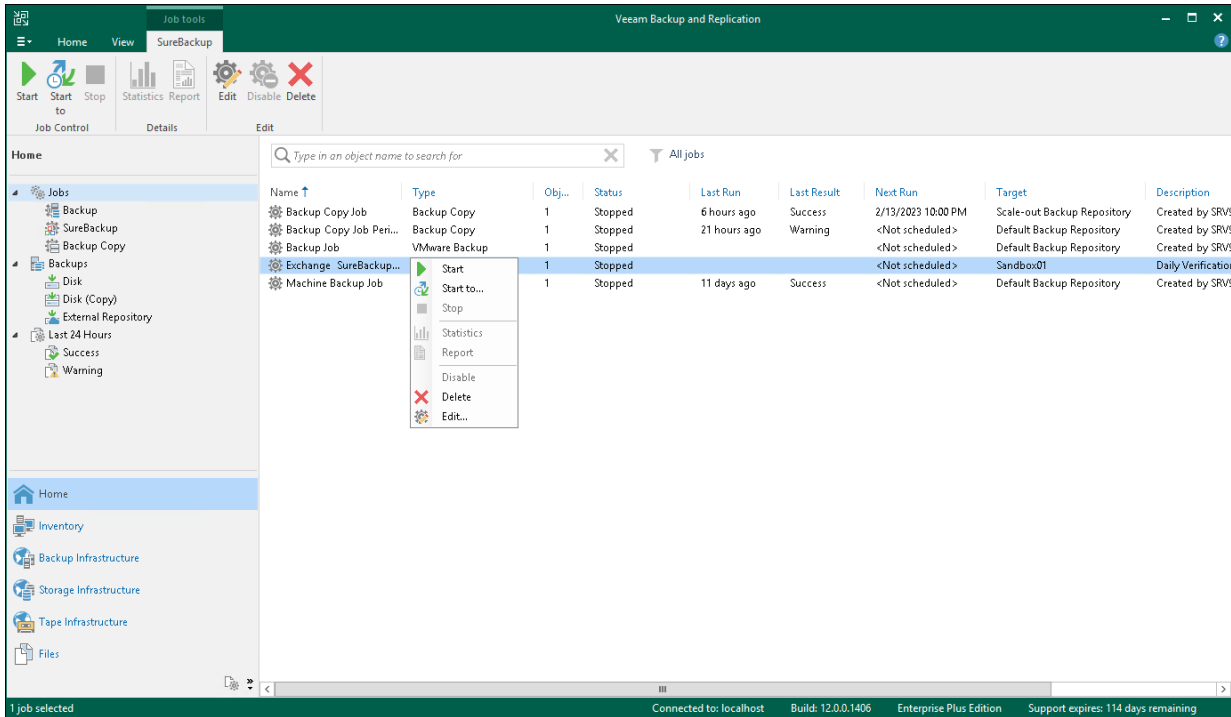 Job tools
Veeam Backup and Replication
Home View SureBackup
Start Start to Stop Statistics Report Edit Disable Delete
Job Control Details Edit
Home
Type in an object name to search for
All jobs
Jobs
Backup
SureBackup
Backup Copy
Backups
Disk
Disk (Copy)
External Repository
Last 24 Hours
Success
Warning
Name Type Obj... Status Last Run Last Result Next Run Target Description
Backup Copy Job Backup Copy 1 Stopped 6 hours ago Success 2/13/2023 10:00 PM Scale-out Backup Repository Created by SRV9
Backup Copy Job Peri... Backup Copy 1 Stopped 21 hours ago Warning <Not scheduled> Default Backup Repository Created by SRV9
Backup Job VMware Backup 1 Stopped <Not scheduled> Default Backup Repository Created by SRV9
Exchange SureBackup... 1 Stopped <Not scheduled> Sandbox01 Daily Verification
Machine Backup Job 1 Stopped 11 days ago Success <Not scheduled> Default Backup Repository Created by SRV9
Start
Start to...
Stop
Statistics
Report
Disable
Delete
Edit...
Home
Inventory
Backup Infrastructure
Storage Infrastructure
Tape Infrastructure
Files
1 job selected
Connected to: localhost Build: 12.0.0.1406 Enterprise Plus Edition Support expires: 114 days remaining